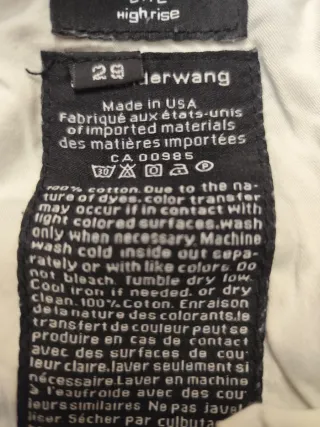 High rise
29
derwang
Made in USA
Fabriqué aux états-unis
of imported materials
des matières importées
CA 00985
30 A P
100% cotton. Due to the na-
ture of dyes. color transfer
may occur if in contact with
light colored surfaces. wash
only when necessary. Machine
wash cold inside out sepa-
rately or with like colors. Do
not bleach. Tumble dry low.
Cool iron if needed. or dry
clean. 100% Coton. En raison
de la nature des colorants. le
transfert de couleur peut se
produire en cas de contact
avec des surfaces de cou-
leur claire. laver seulement si
nécessaire. Laver en machine
à l'eau froide avec des cou-
leurs similaires Ne pas javel
liser Sécher par culbuta